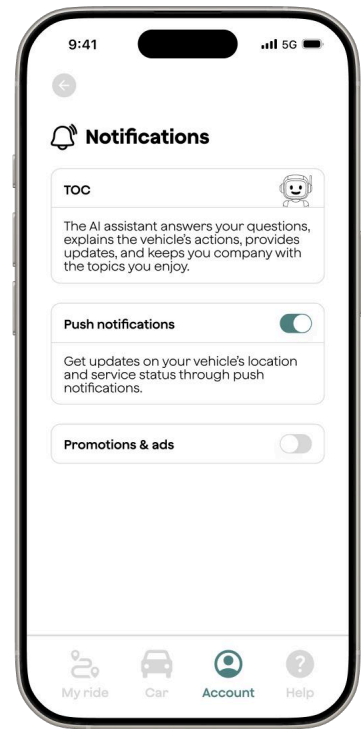 9:41
5G
Notifications
TOC
The AI assistant answers your questions,
explains the vehicle's actions, provides
updates, and keeps you company with
the topics you enjoy.
Push notifications
Get updates on your vehicle's location
and service status through push
notifications.
Promotions & ads
My ride Car Account Help